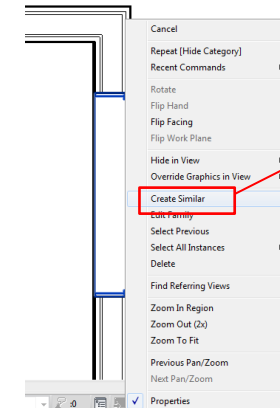 Cancel
Repeat [Hide Category]
Recent Commands
Rotate
Flip Hand
Flip Facing
Flip Work Plane
Hide in View
Override Graphics in View
Create Similar
Edit Family
Select Previous
Select All Instances
Delete
Find Referring Views
Zoom In Region
Zoom Out (2x)
Zoom To Fit
Previous Pan/Zoom
Next Pan/Zoom
:0
Properties